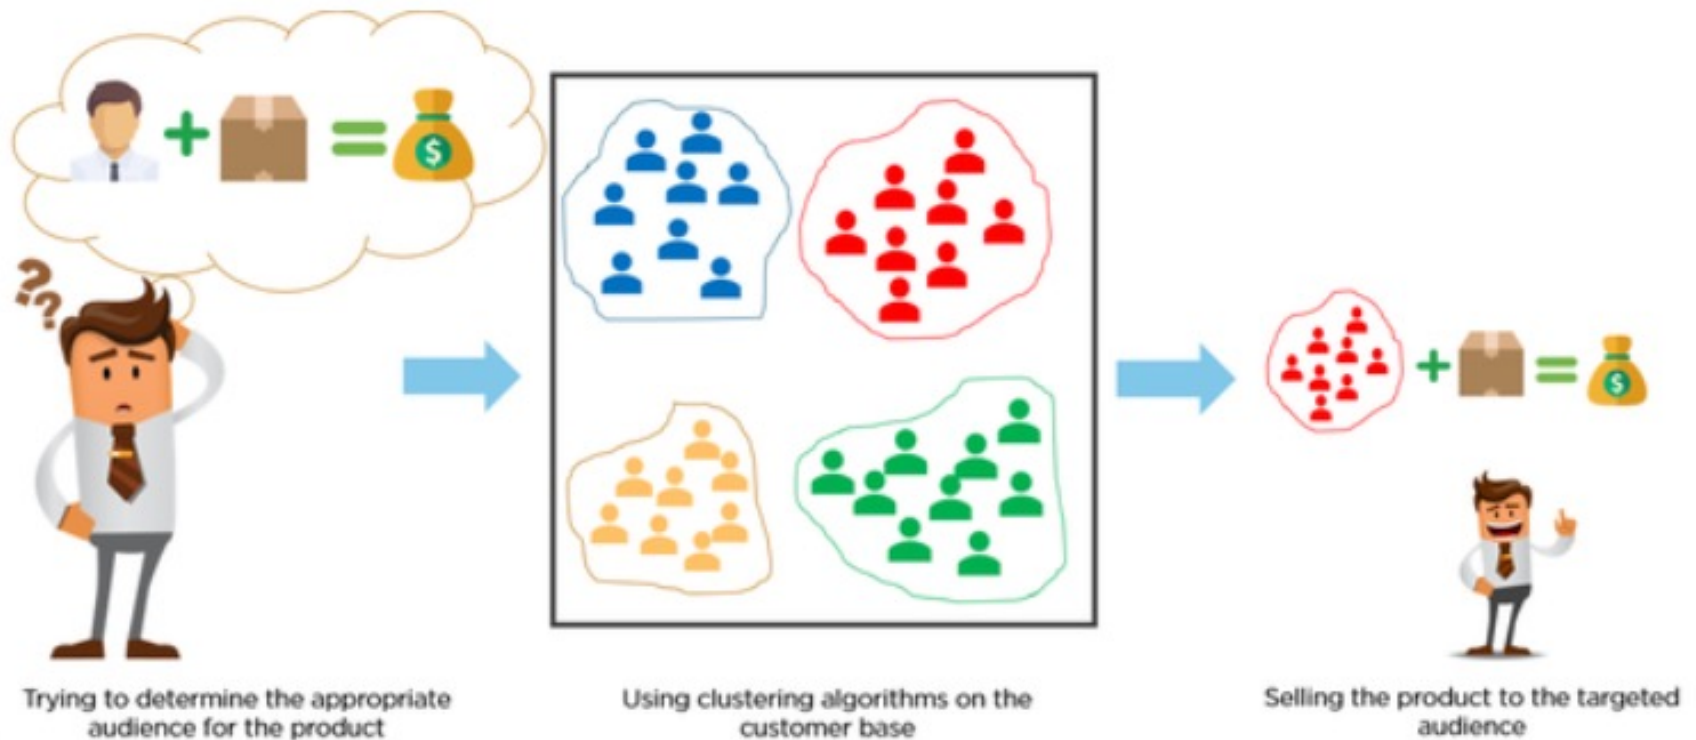 $
??
$
Trying to determine the appropriate
audience for the product
Using clustering algorithms on the
customer base
Selling the product to the targeted
audience